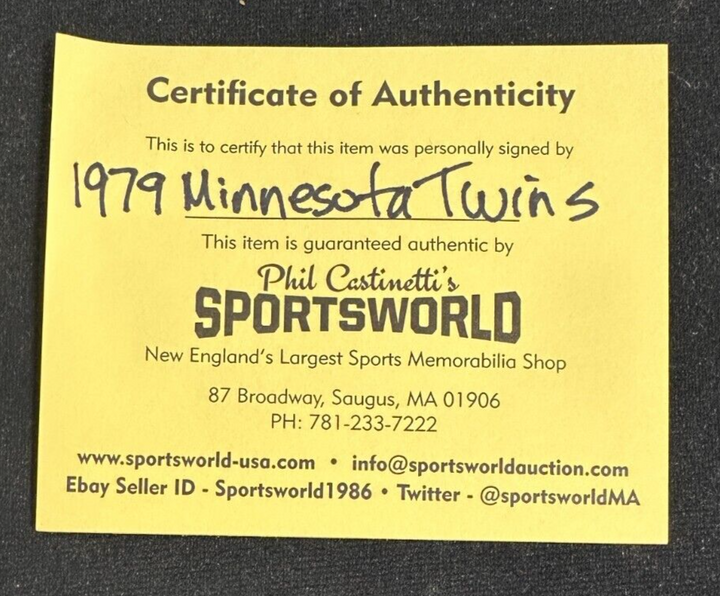 Certificate of Authenticity
This is to certify that this item was personally signed by
1979 Minnesota Twins
This item is guaranteed authentic by
Phil Castinetti's
SPORTSWORLD
New England's Largest Sports Memorabilia Shop
87 Broadway, Saugus, MA 01906
PH: 781-233-7222
www.sportsworld-usa.com • info@sportsworldauction.com
Ebay Seller ID - Sportsworld1986 • Twitter - @sportsworldMA